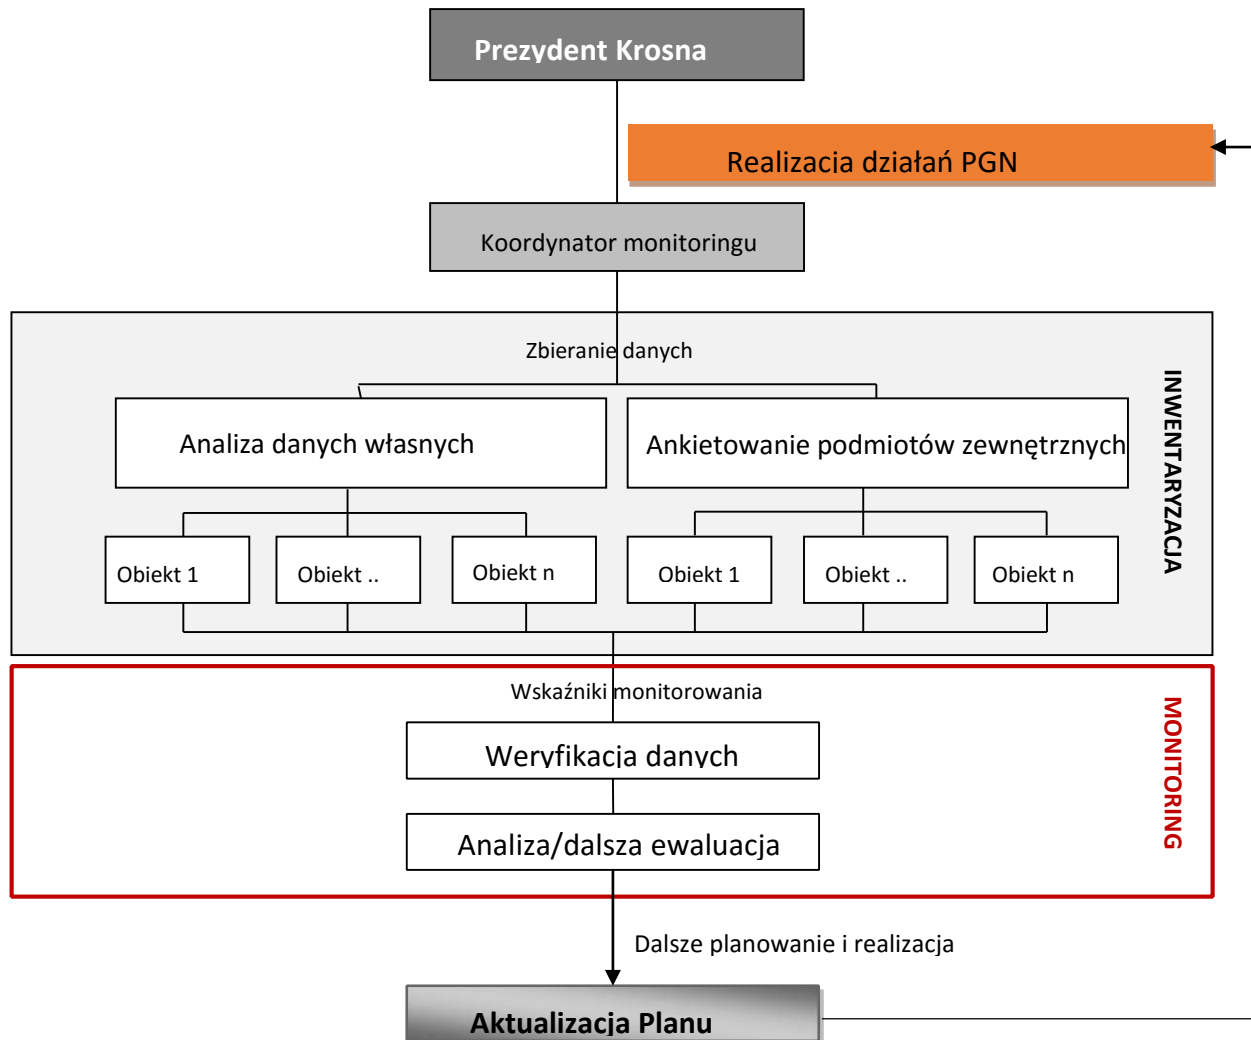 Prezydent Krosna
Realizacja działań PGN
Koordynator monitoringu
Zbieranie danych
INWENTARYZACJA
Analiza danych własnych
Ankietowanie podmiotów zewnętrznych
Obiekt 1
Obiekt ..
Obiekt n
Obiekt 1
Obiekt ..
Obiekt n
Wskaźniki monitorowania
MONITORING
Weryfikacja danych
Analiza/dalsza ewaluacja
Dalsze planowanie i realizacja
Aktualizacja Planu